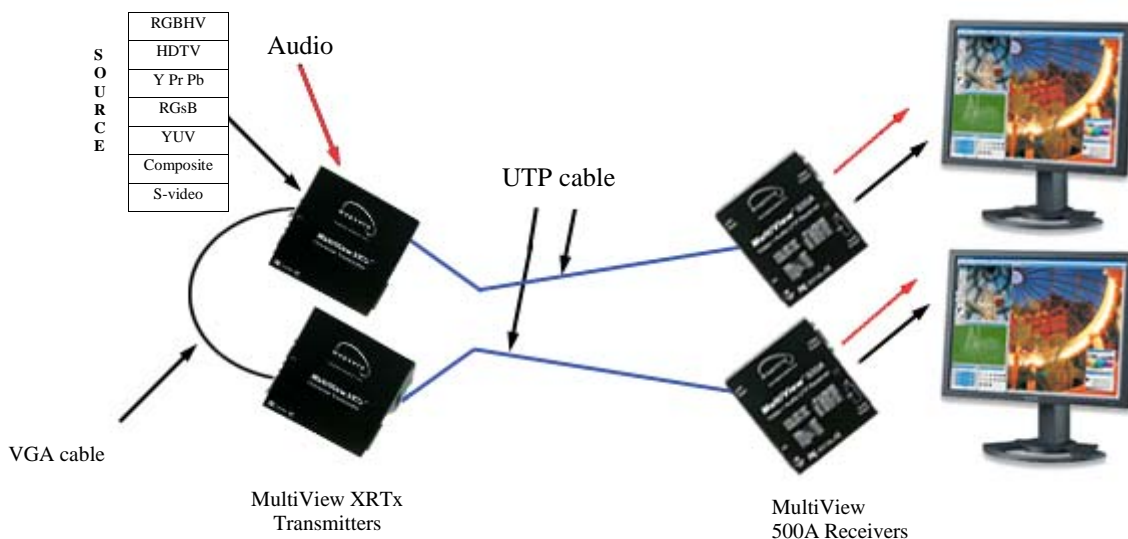 SOURCE
RGBHV
HDTV
Y Pr Pb
RGsB
YUV
Composite
S-video
Audio
UTP cable
VGA cable
MultiView XRTx
Transmitters
MultiView
500A Receivers